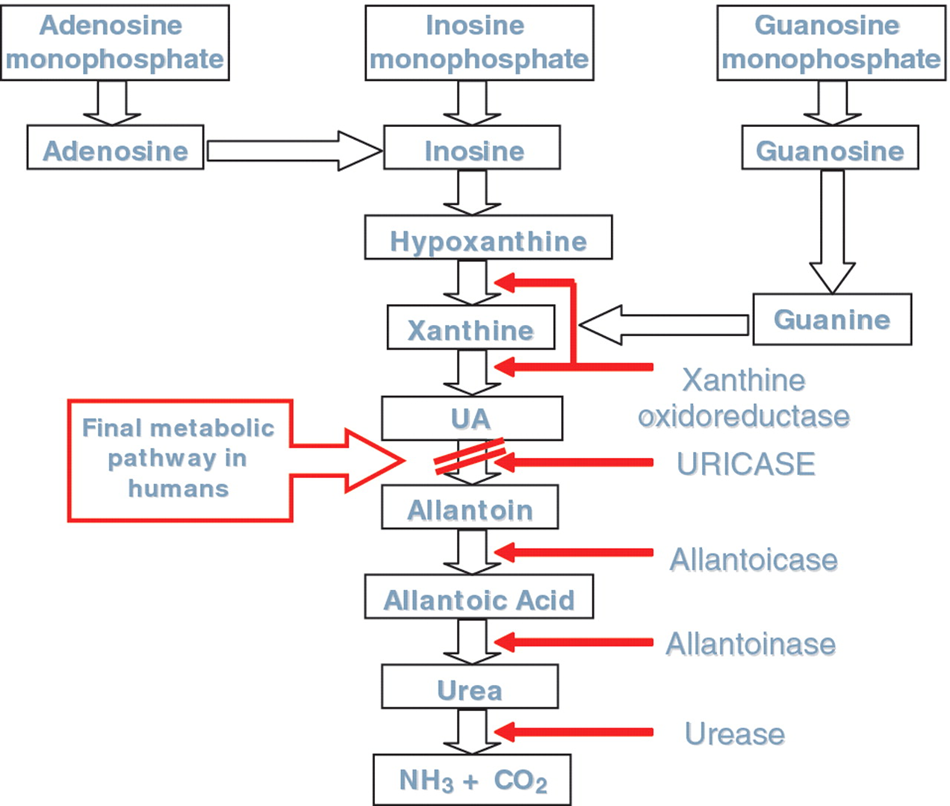 Adenosine
monophosphate
Inosine
monophosphate
Guanosine
monophosphate
Adenosine
Inosine
Guanosine
Hypoxanthine
Xanthine
Guanine
Xanthine
oxidoreductase
UA
Final metabolic
pathway in
humans
URICASE
Allantoin
Allantoicase
Allantoic Acid
Allantoinase
Urea
Urease
NH₃ + CO₂